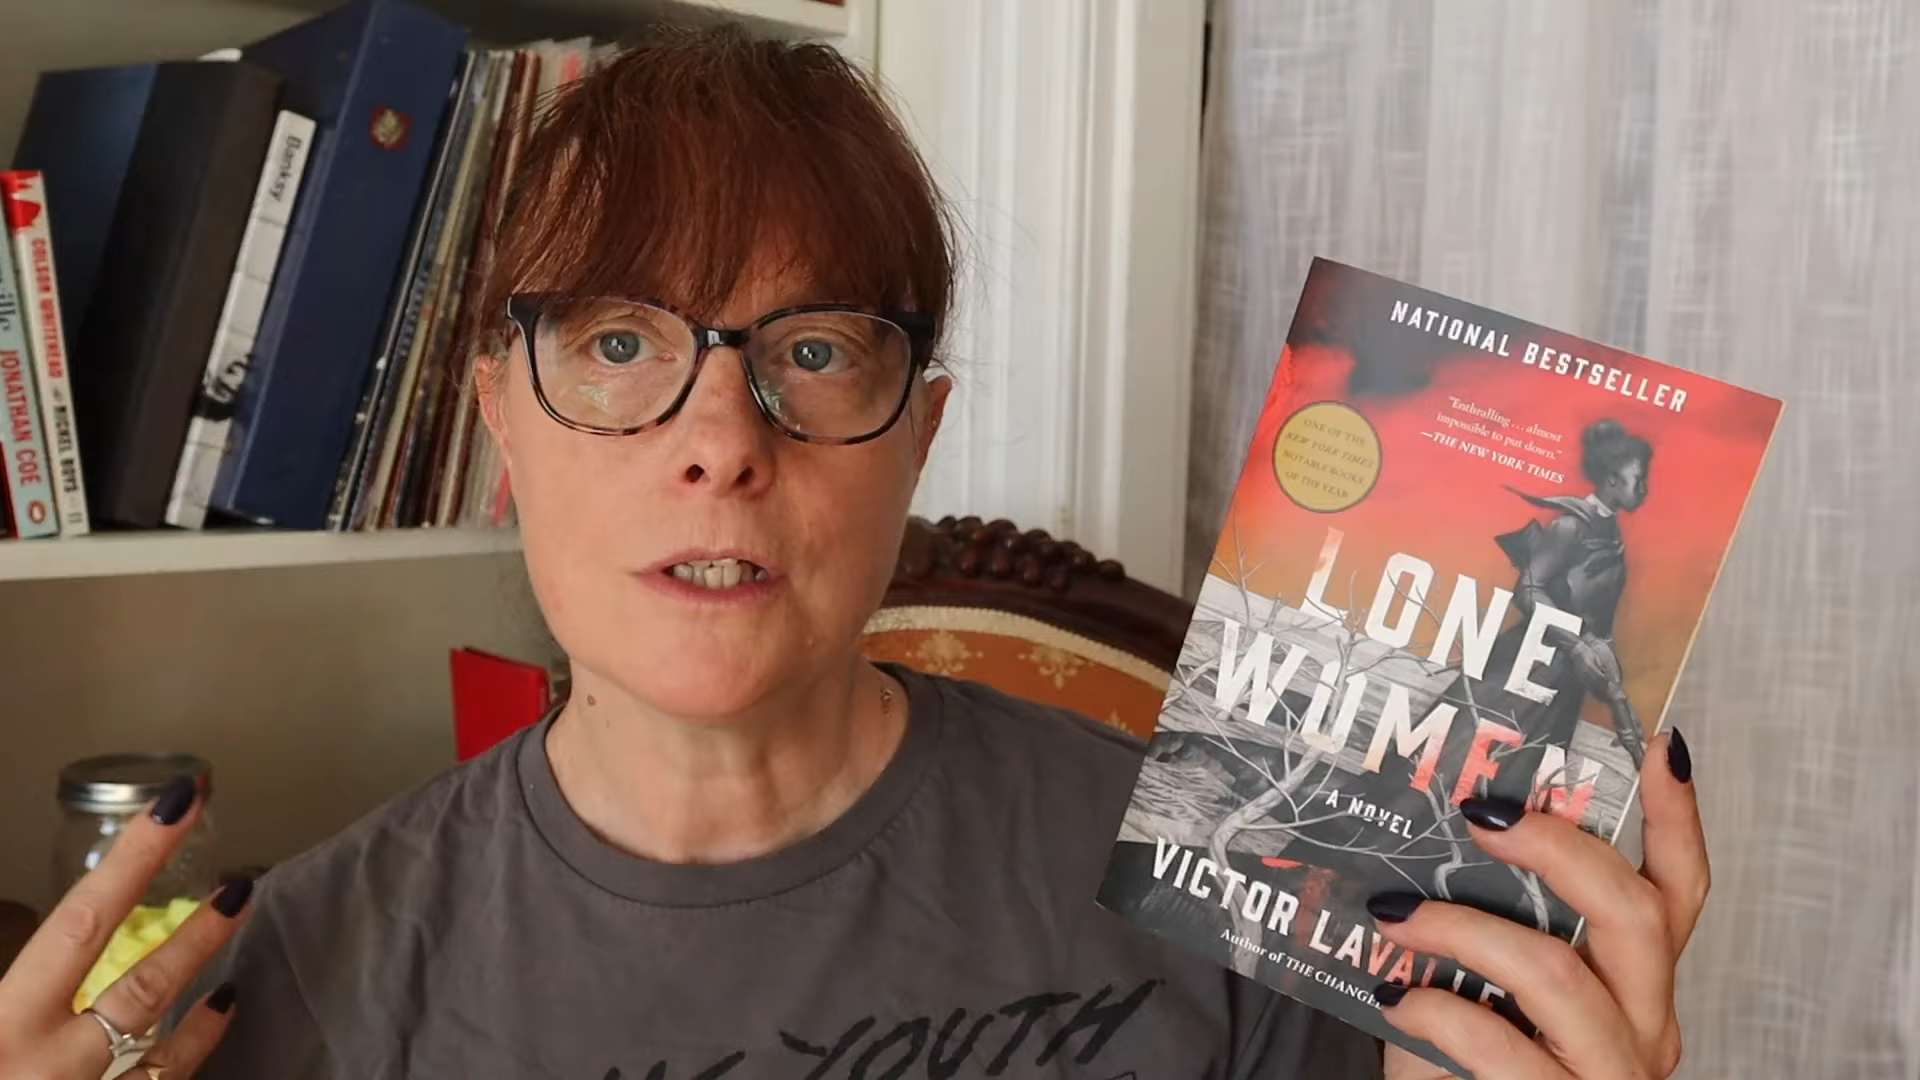 Banksy
COLSON WHITEHEAD
NICKEL BOYS
JONATHAN COE
NATIONAL BESTSELLER
"Enthralling . . . almost
impossible to put down."
—THE NEW YORK TIMES
ONE OF THE
NEW YORK TIMES
NOTABLE BOOKS
OF THE YEAR
LONE
WOMEN
A NOVEL
VICTOR LAVALLE
Author of THE CHANGEL
YOUTH